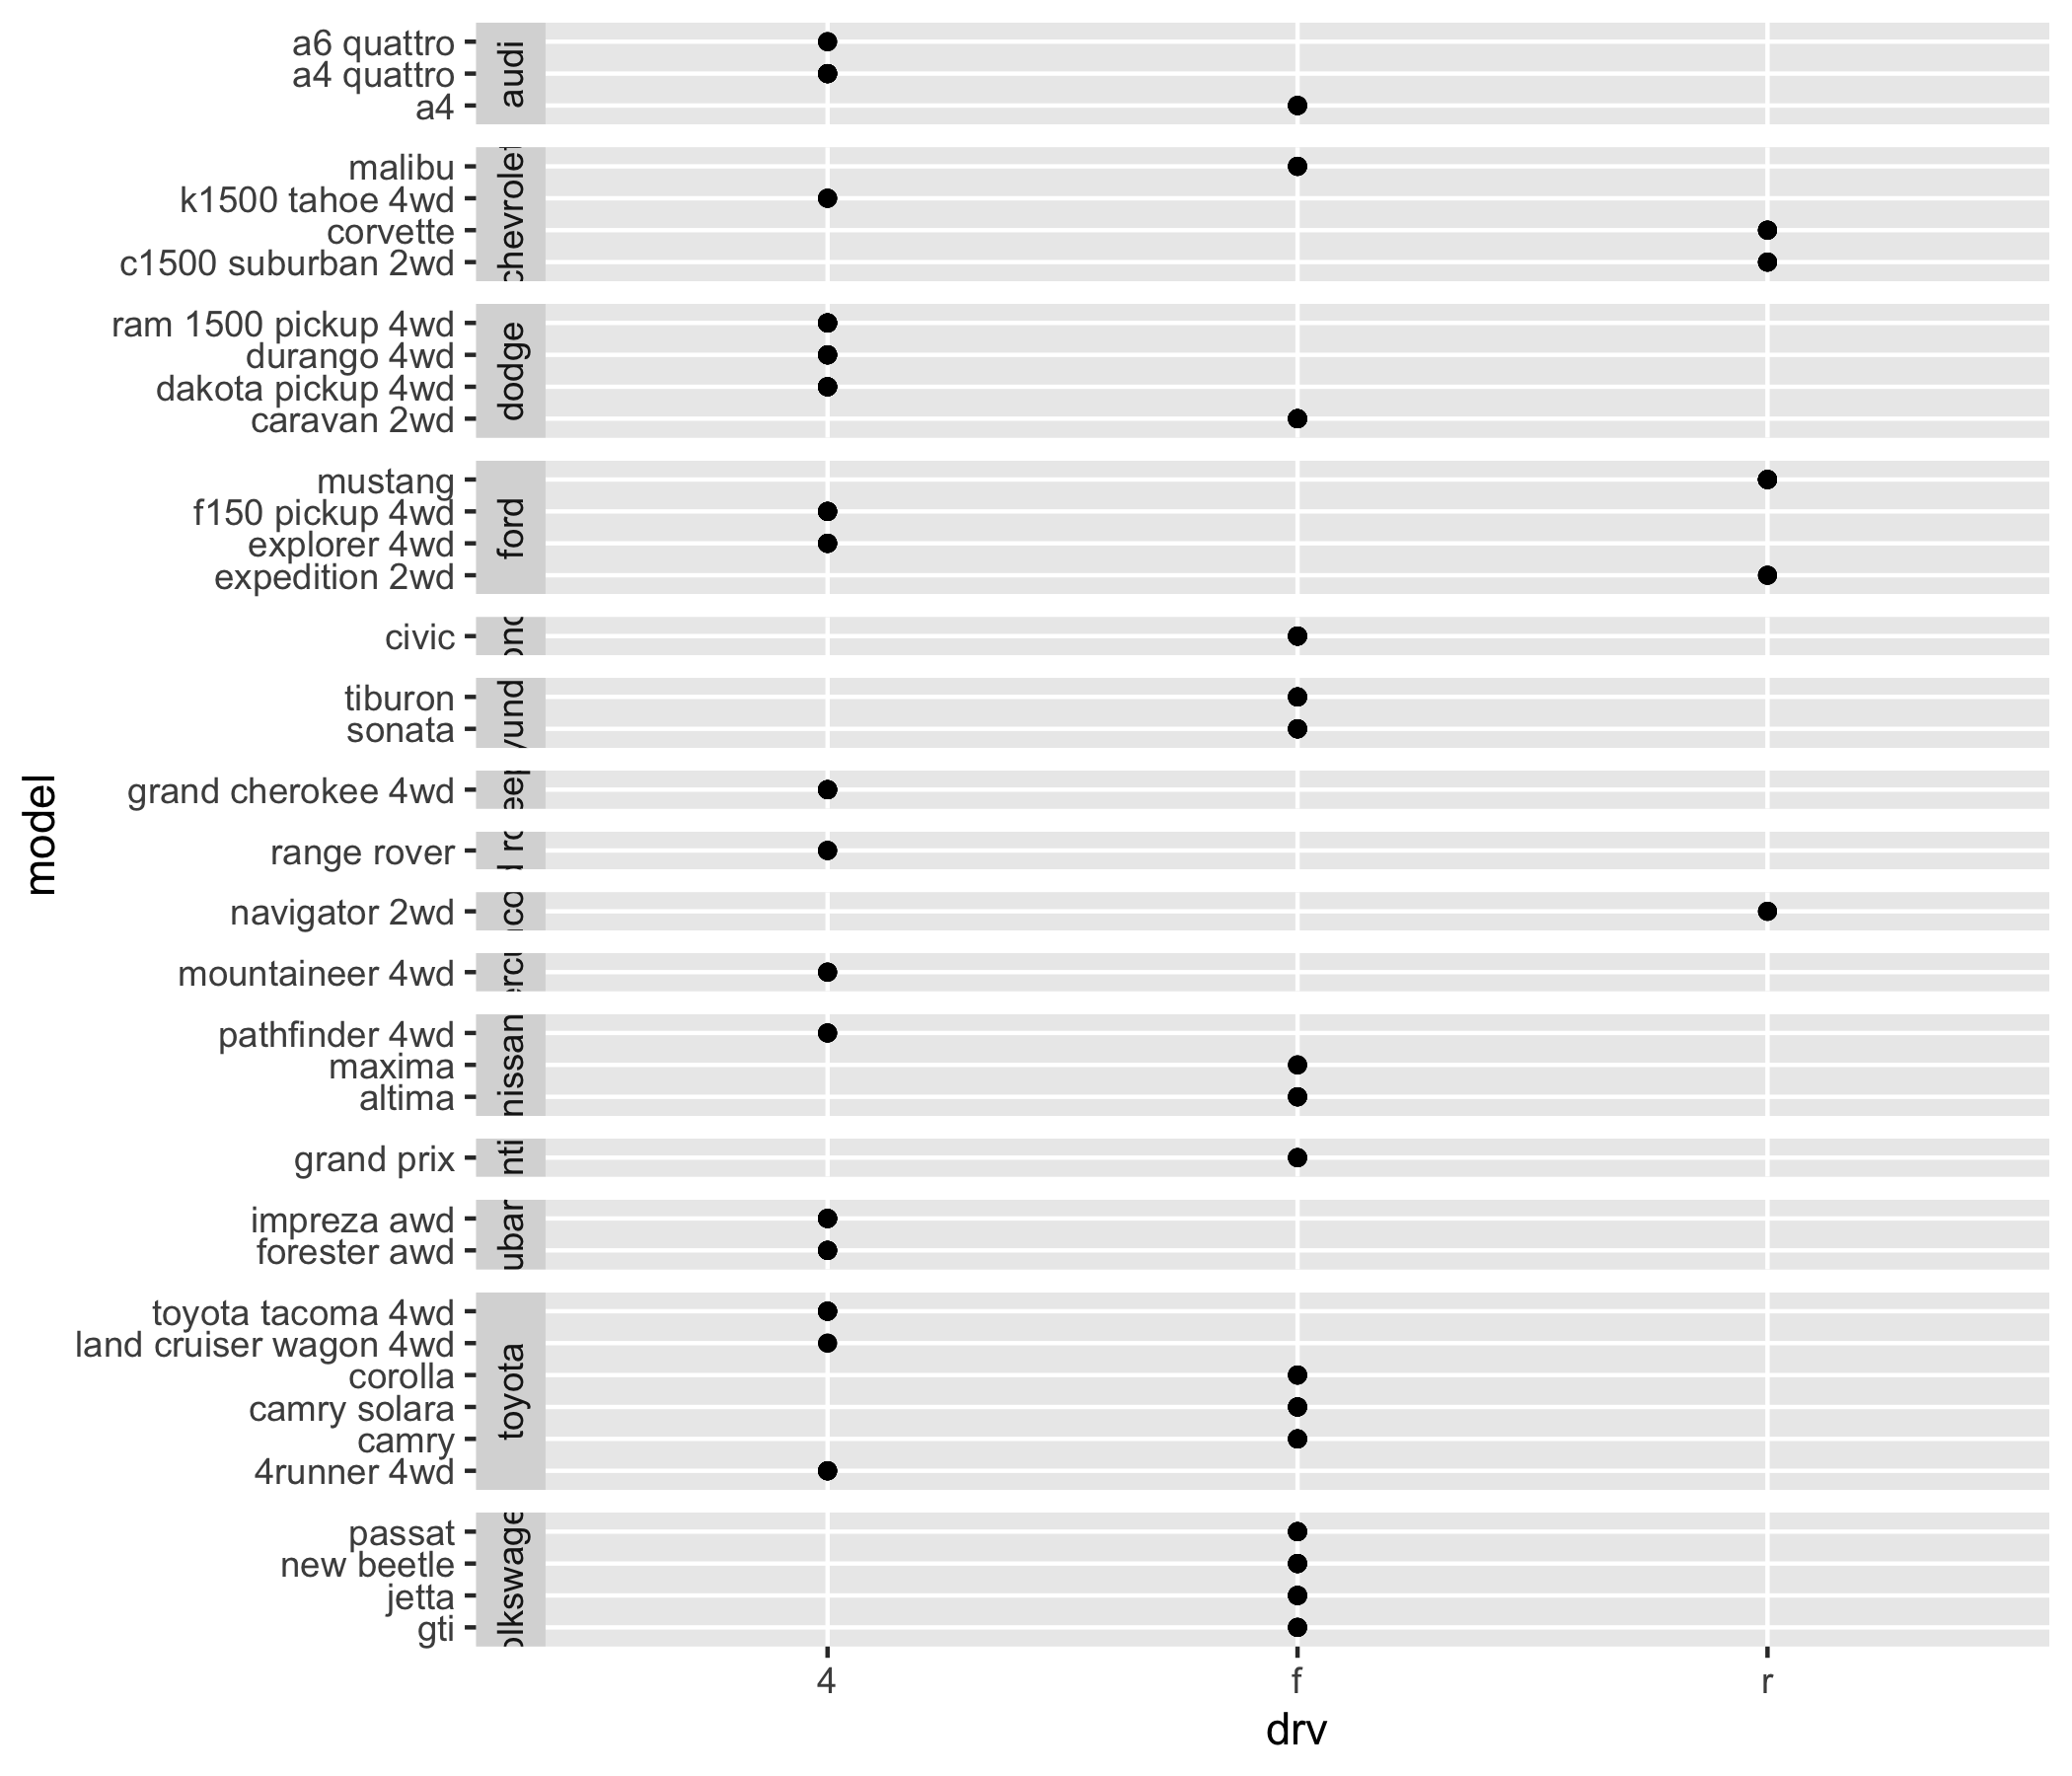 model
a6 quattro
a4 quattro
a4
audi
malibu
k1500 tahoe 4wd
corvette
c1500 suburban 2wd
chevrolet
ram 1500 pickup 4wd
durango 4wd
dakota pickup 4wd
caravan 2wd
dodge
mustang
f150 pickup 4wd
explorer 4wd
expedition 2wd
ford
civic
tiburon
sonata
grand cherokee 4wd
range rover
navigator 2wd
mountaineer 4wd
pathfinder 4wd
maxima
altima
nissan
grand prix
nti
impreza awd
forester awd
ubar
toyota tacoma 4wd
land cruiser wagon 4wd
corolla
camry solara
camry
4runner 4wd
toyota
passat
new beetle
jetta
gti
olkswage
4 f r
drv